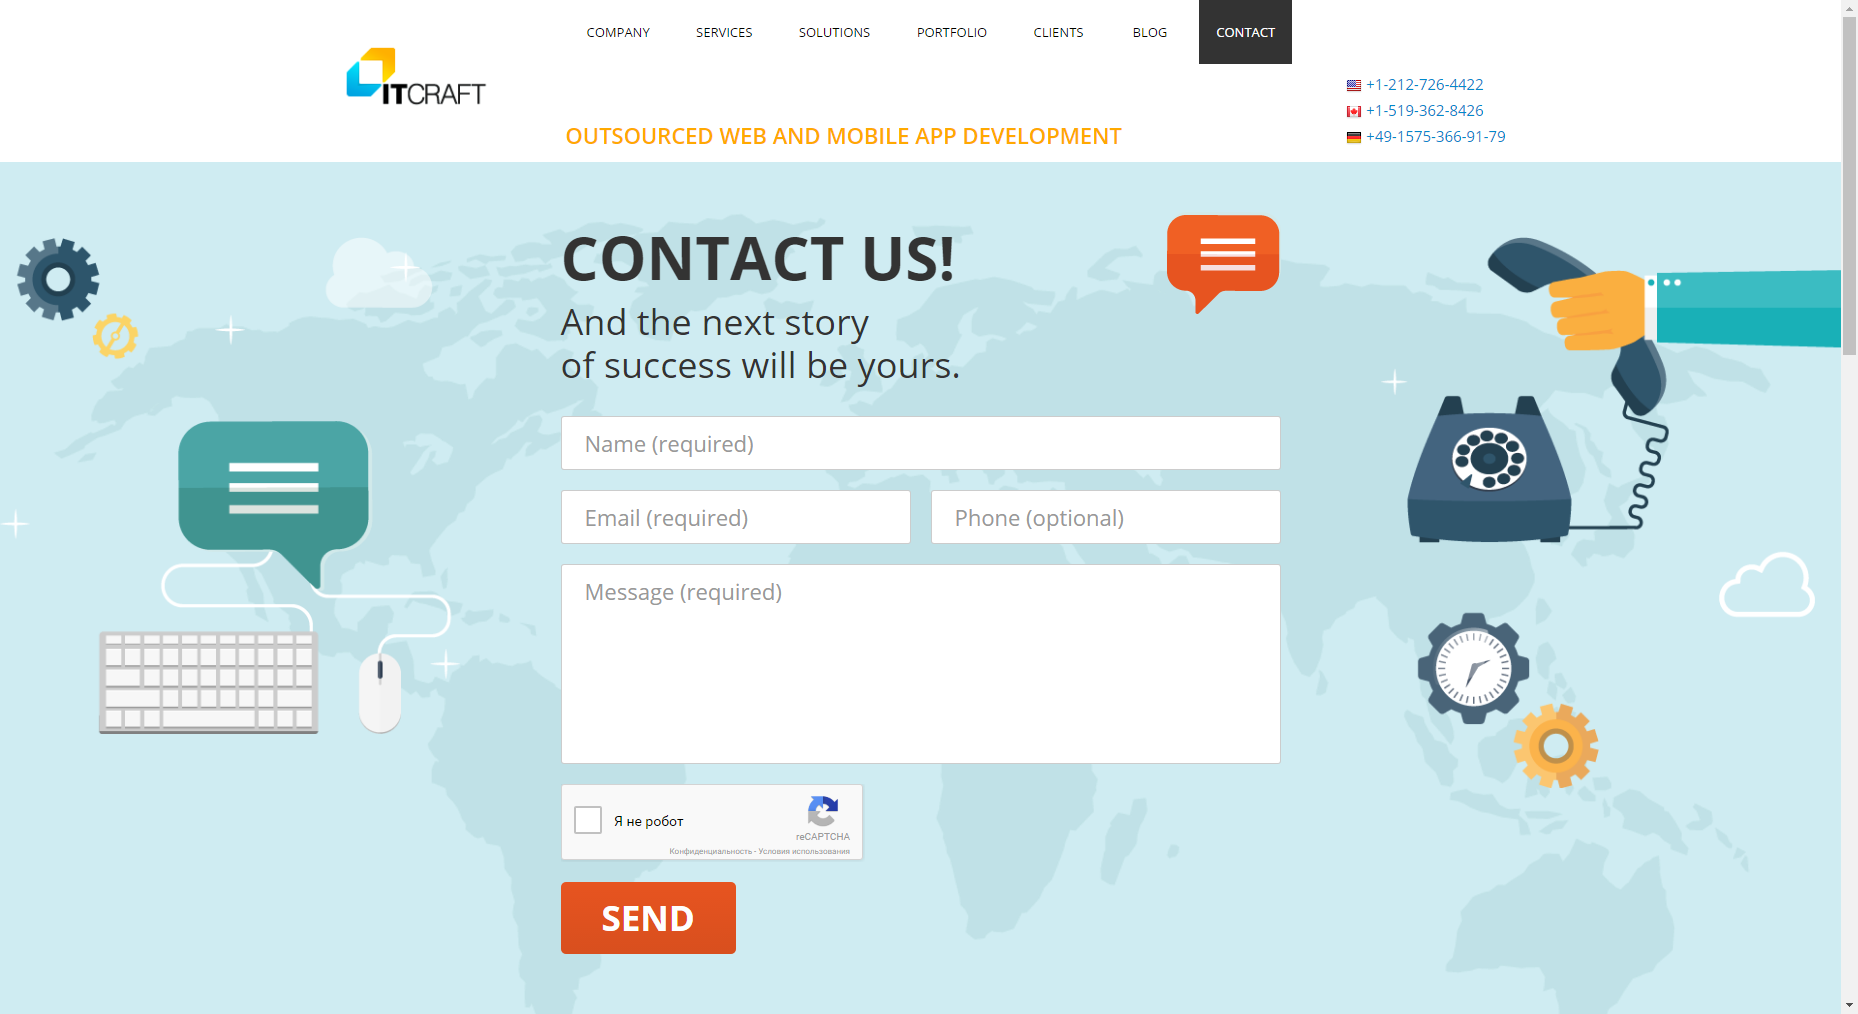 COMPANY SERVICES SOLUTIONS PORTFOLIO CLIENTS BLOG CONTACT
ITCRAFT
+1-212-726-4422
+1-519-362-8426
OUTSOURCED WEB AND MOBILE APP DEVELOPMENT
+49-1575-366-91-79
CONTACT US!
And the next story
of success will be yours.
Name (required)
Email (required)
Phone (optional)
Message (required)
Я не робот
reCAPTCHA
Конфиденциальность - Условия использования
SEND